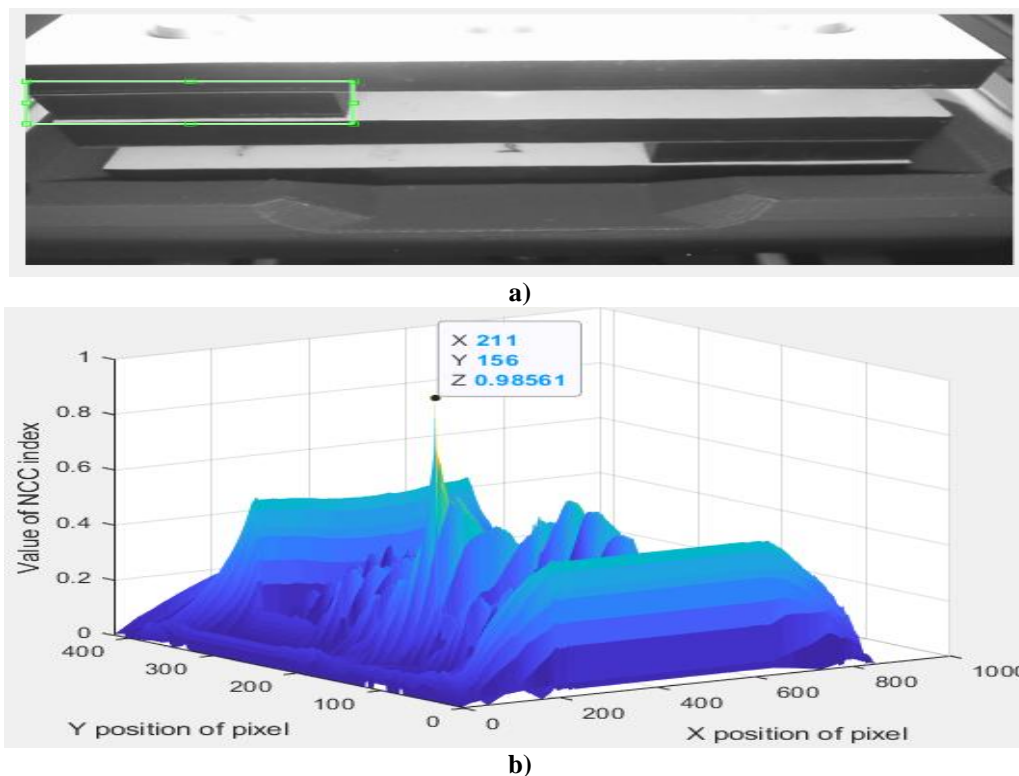 a)
X 211
Y 156
Z 0.98561
1
0.8
0.6
0.4
0.2
0
Value of NCC index
400
300
200
100
0
Y position of pixel
0
200
400
600
800
1000
X position of pixel
b)